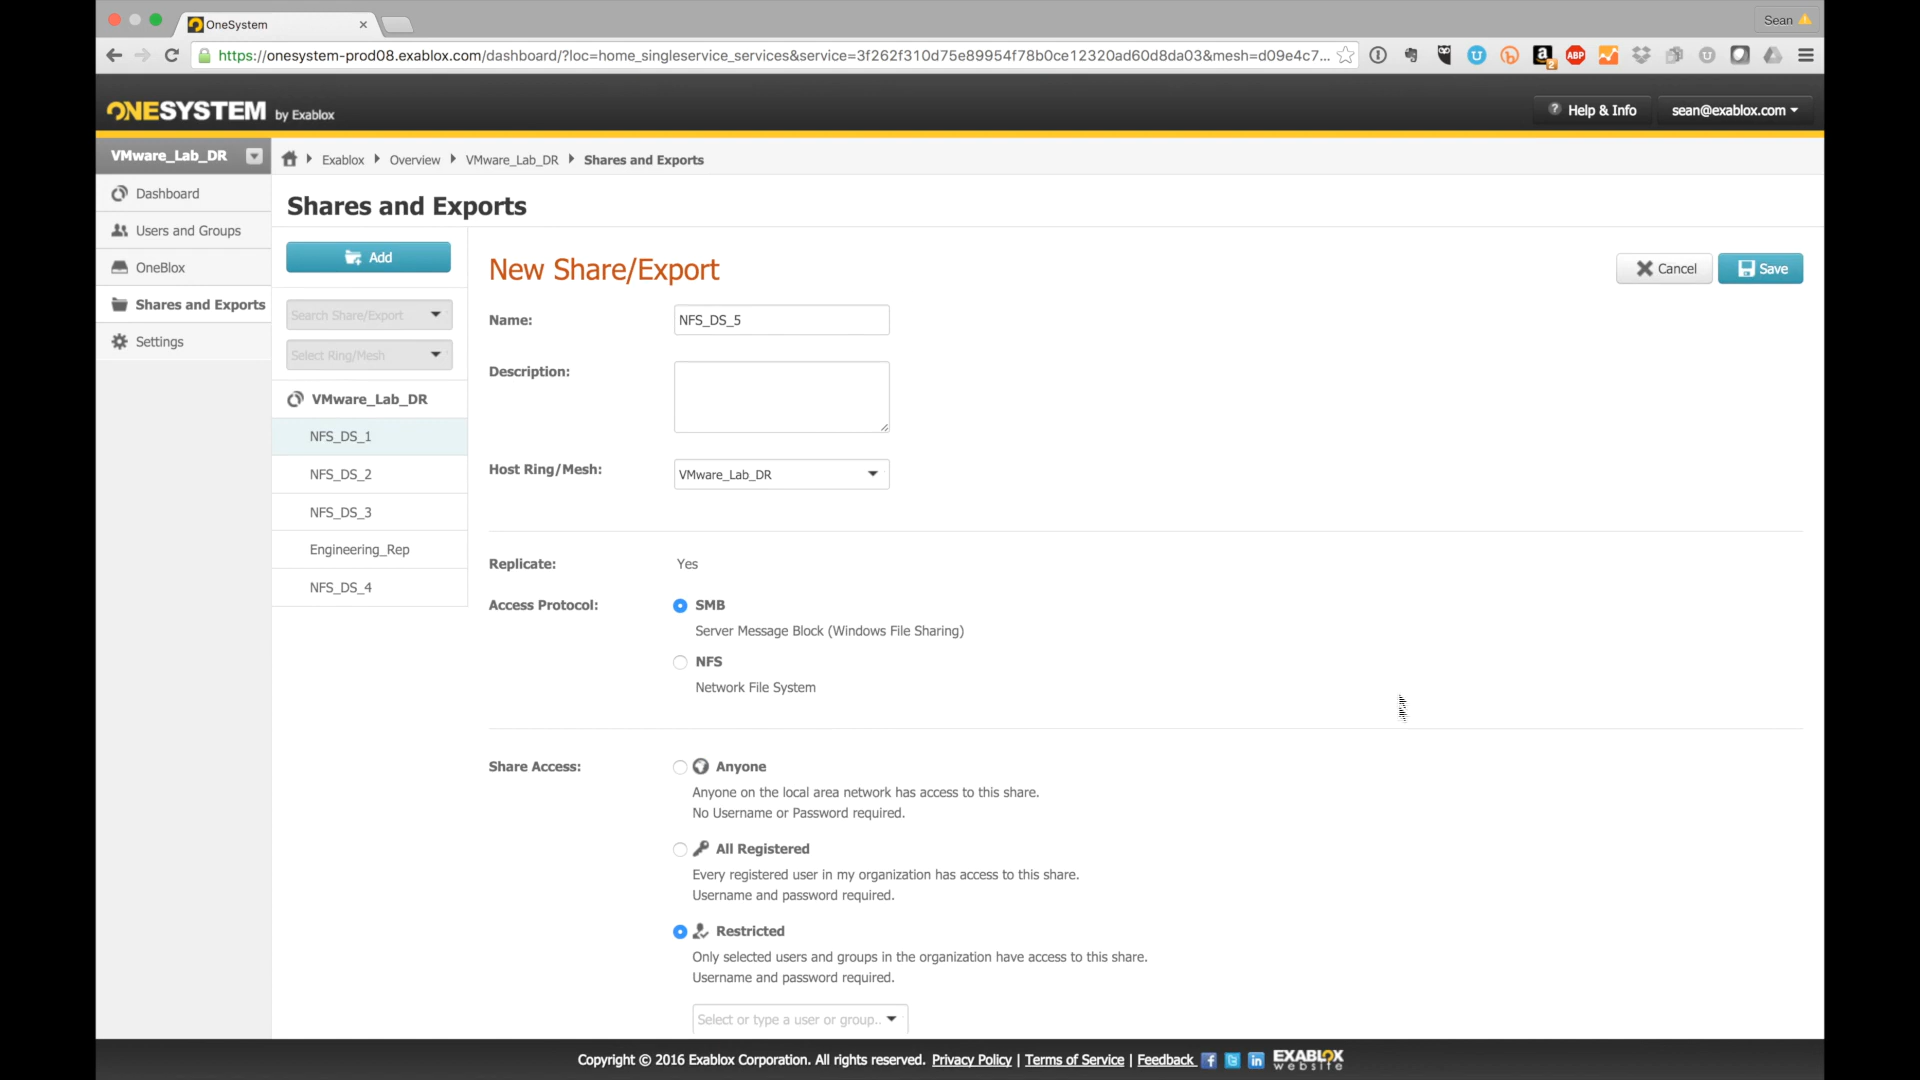 OneSystem
Sean
https://onesystem-prod08.exablox.com/dashboard/?loc=home_singleservice_services&service=3f262f310d75e89954f78b0ce12320ad60d8da03&mesh=d09e4c7...
ABP
2
ONESYSTEM by Exablox
? Help & Info
sean@exablox.com
VMware_Lab_DR
Exablox
Overview
VMware_Lab_DR
Shares and Exports
Dashboard
Users and Groups
OneBlox
Shares and Exports
Settings
Shares and Exports
Add
Search Share/Export
Select Ring/Mesh
VMware_Lab_DR
NFS_DS_1
NFS_DS_2
NFS_DS_3
Engineering_Rep
NFS_DS_4
New Share/Export
Cancel
Save
Name:
NFS_DS_5
Description:
Host Ring/Mesh:
VMware_Lab_DR
Replicate:
Yes
Access Protocol:
SMB
Server Message Block (Windows File Sharing)
NFS
Network File System
Share Access:
Anyone
Anyone on the local area network has access to this share.
No Username or Password required.
All Registered
Every registered user in my organization has access to this share.
Username and password required.
Restricted
Only selected users and groups in the organization have access to this share.
Username and password required.
Select or type a user or group..
Copyright © 2016 Exablox Corporation. All rights reserved. Privacy Policy | Terms of Service | Feedback
EXABLOX
website